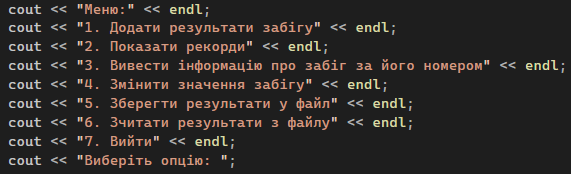 cout << "Меню:" << endl;
cout << "1. Додати результати забігу" << endl;
cout << "2. Показати рекорди" << endl;
cout << "3. Вивести інформацію про забіг за його номером" << endl;
cout << "4. Змінити значення забігу" << endl;
cout << "5. Зберегти результати у файл" << endl;
cout << "6. Зчитати результати з файлу" << endl;
cout << "7. Вийти" << endl;
cout << "Виберіть опцію: ";